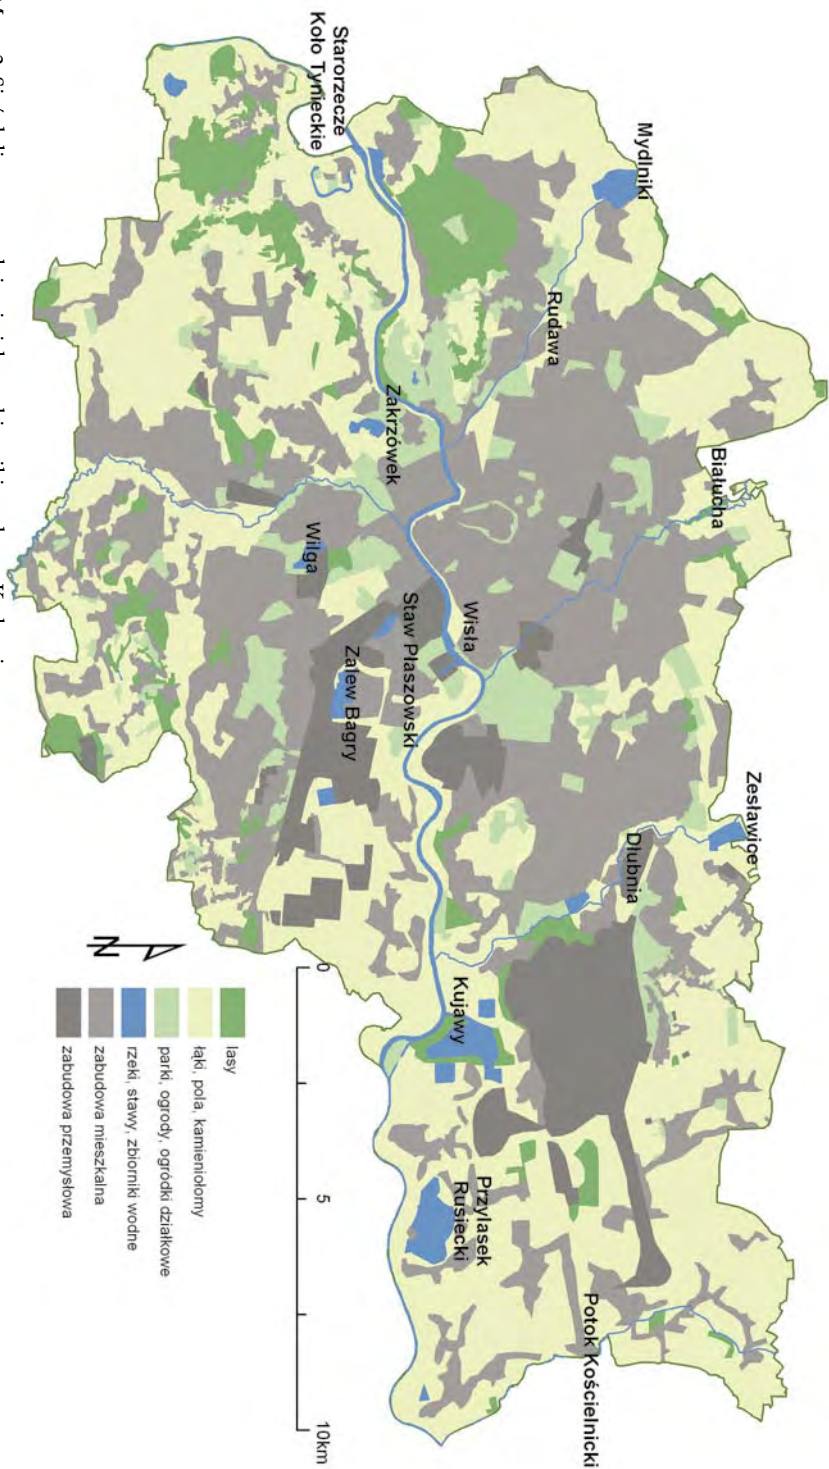 Mydlniki
Rudawa
Białucha
Zesławice
Dłubnia
Potok Kościelnicki
Starorzecze
Koło Tynieckie
Zakrzówek
Wilga
Wisła
Staw Płaszowski
Zalew Bagry
Kujawy
Przylasek
Rusiecki
N
0
5
10km
lasy
łąki, pola, kamieniołomy
parki, ogrody, ogródki działkowe
rzeki, stawy, zbiorniki wodne
zabudowa mieszkalna
zabudowa przemysłowa